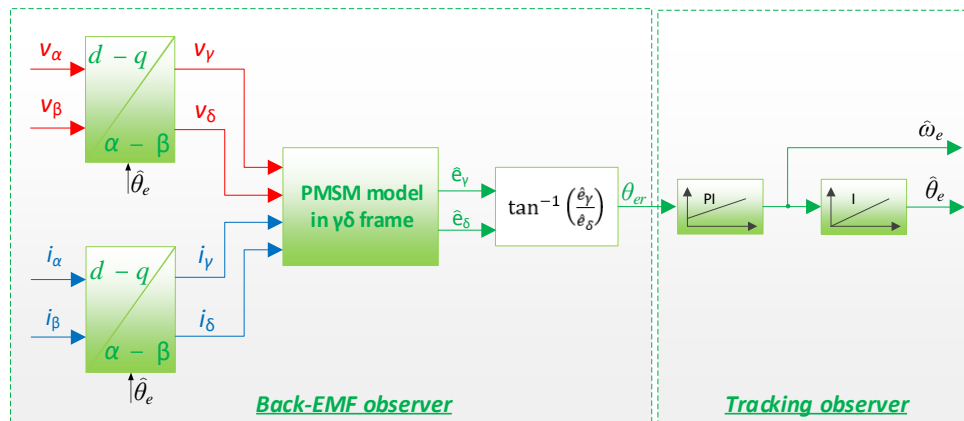 vα
vβ
d - q
α - β
θ̂e
vγ
vδ
iα
iβ
d - q
α - β
θ̂e
iγ
iδ
PMSM model
in γδ frame
êγ
êδ
tan⁻¹(êγ/êδ)
θer
PI
I
ω̂e
θ̂e
Back-EMF observer
Tracking observer